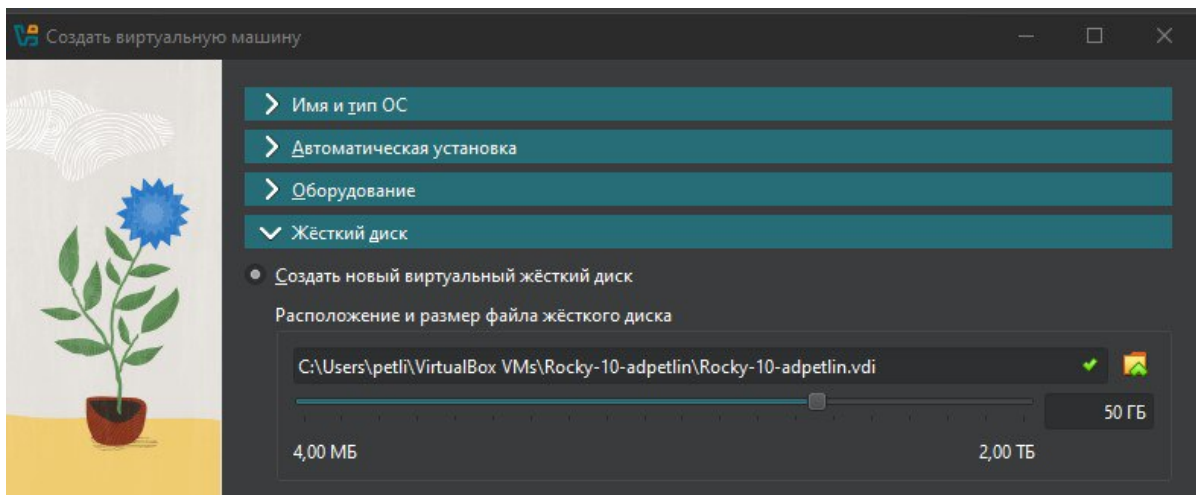 Создать виртуальную машину
Имя и тип ОС
Автоматическая установка
Оборудование
Жёсткий диск
Создать новый виртуальный жёсткий диск
Расположение и размер файла жёсткого диска
C:\Users\petli\VirtualBox VMs\Rocky-10-adpetlin\Rocky-10-adpetlin.vdi
50 ГБ
4,00 МБ 2,00 ТБ